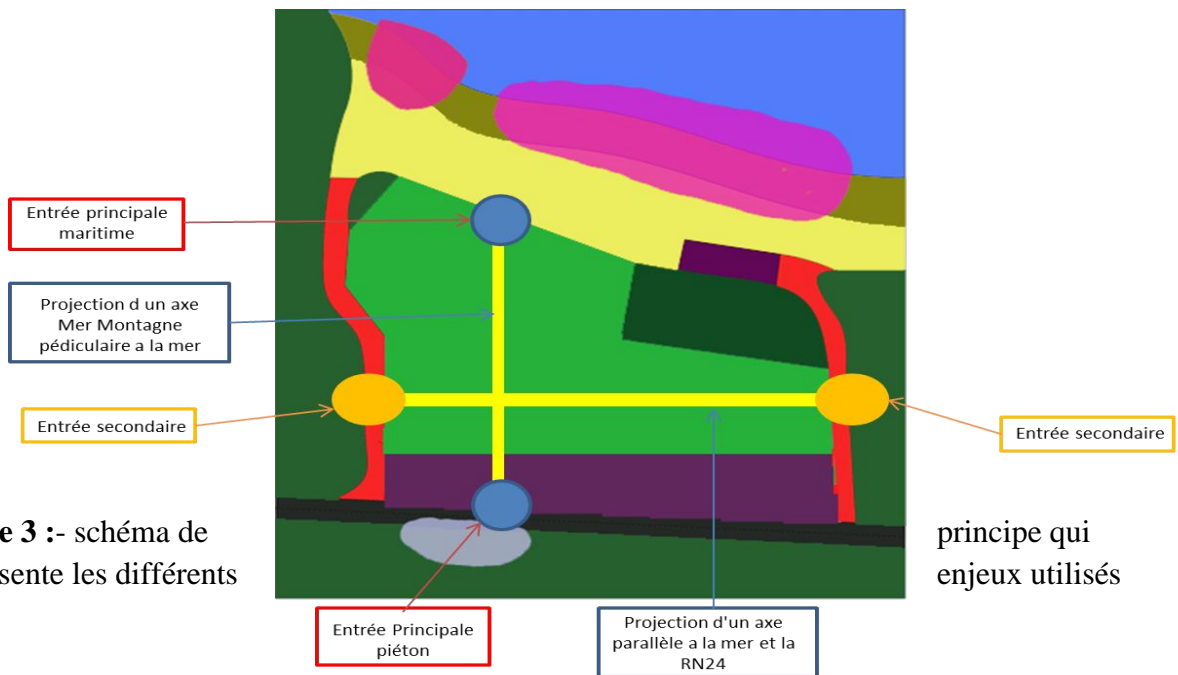 Entrée principale
maritime
Projection d un axe
Mer Montagne
pédiculaire a la mer
Entrée secondaire
Entrée secondaire
e 3 :- schéma de principe qui
sente les différents enjeux utilisés
Entrée Principale
piéton
Projection d'un axe
parallèle a la mer et la
RN24